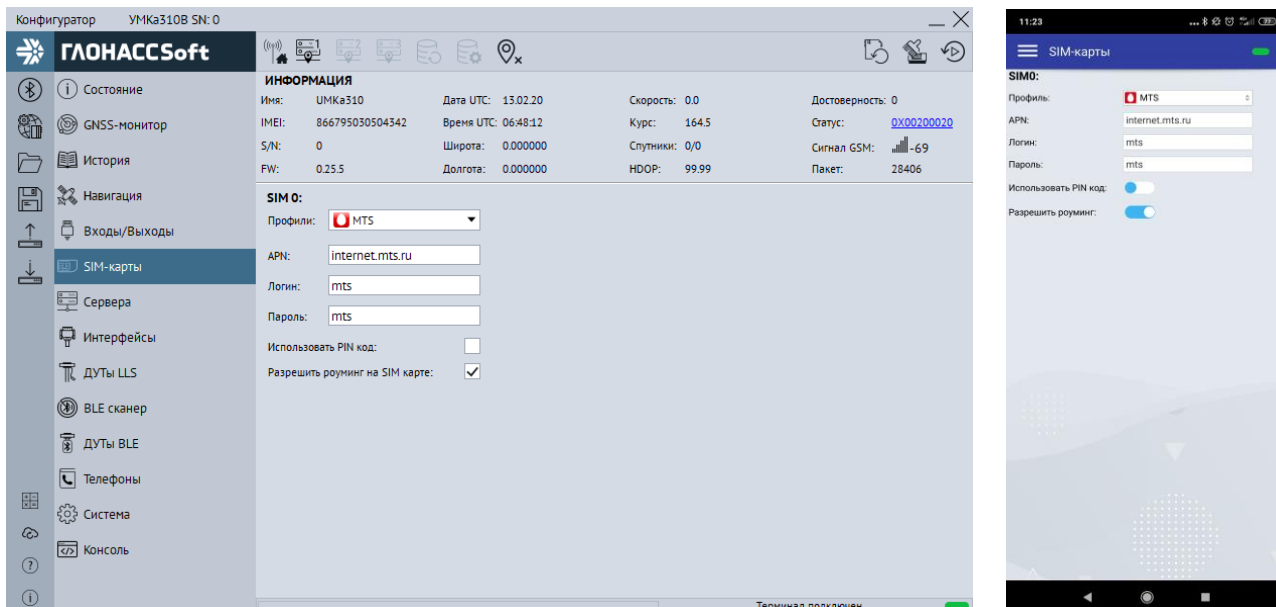 Конфигуратор УМКа310В SN: 0
ГЛОНАССSoft
Состояние
GNSS-монитор
История
Навигация
Входы/Выходы
SIM-карты
Сервера
Интерфейсы
ДУТы LLS
BLE сканер
ДУТы BLE
Телефоны
Система
Консоль
ИНФОРМАЦИЯ
Имя: UMKa310 Дата UTC: 13.02.20 Скорость: 0.0 Достоверность: 0
IMEI: 866795030504342 Время UTC: 06:48:12 Курс: 164.5 Статус: 0X00200020
S/N: 0 Широта: 0.000000 Спутники: 0/0 Сигнал GSM: -69
FW: 0.25.5 Долгота: 0.000000 HDOP: 99.99 Пакет: 28406
SIM 0:
Профили: MTS
APN: internet.mts.ru
Логин: mts
Пароль: mts
Использовать PIN код:
Разрешить роуминг на SIM карте:
Терминал подключен
11:23
SIM-карты
SIM0:
Профиль: MTS
APN: internet.mts.ru
Логин: mts
Пароль: mts
Использовать PIN код:
Разрешить роуминг: